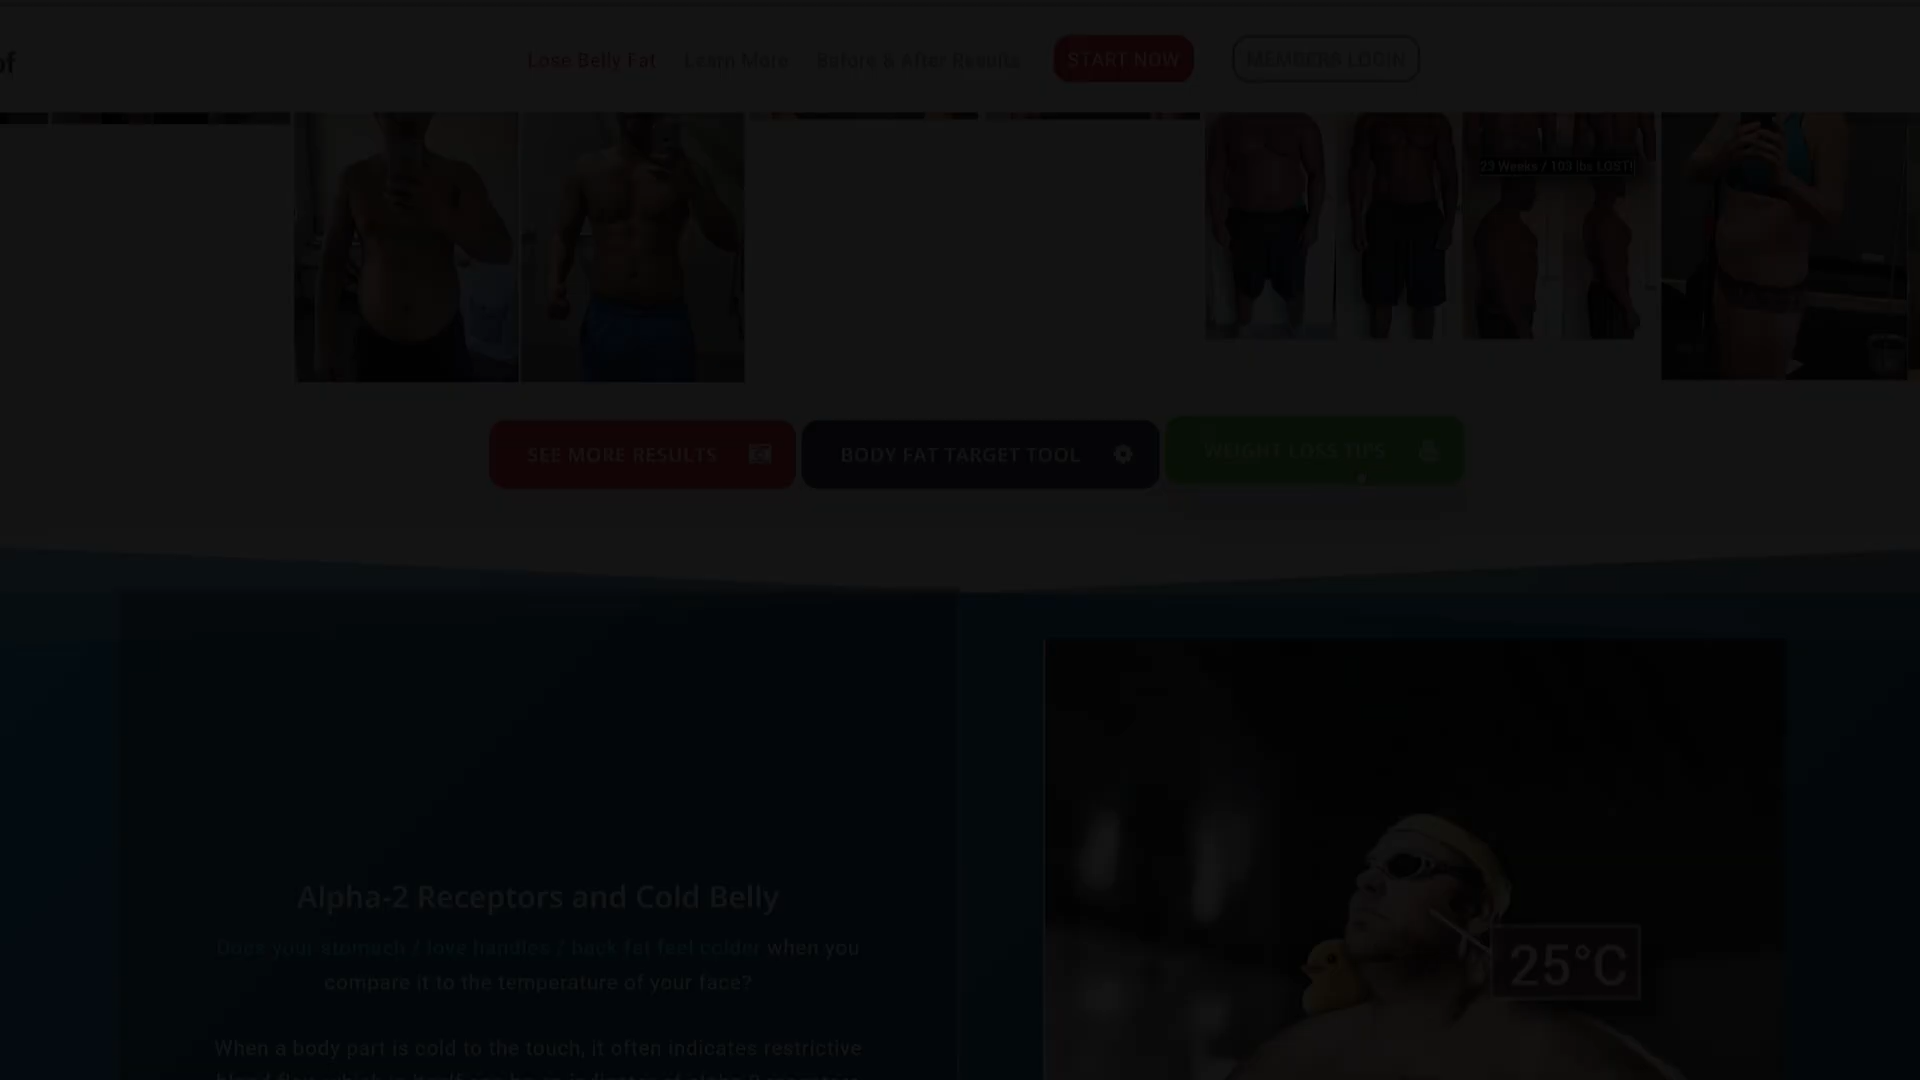 of
Lose Belly Fat
Learn More
Before & After Results
START NOW
MEMBERS LOGIN
23 Weeks / 103 lbs LOST!
SEE MORE RESULTS
BODY FAT TARGET TOOL
WEIGHT LOSS TIPS
Alpha-2 Receptors and Cold Belly
Does your stomach / love handles / back fat feel colder when you
compare it to the temperature of your face?
25°C
When a body part is cold to the touch, it often indicates restrictive